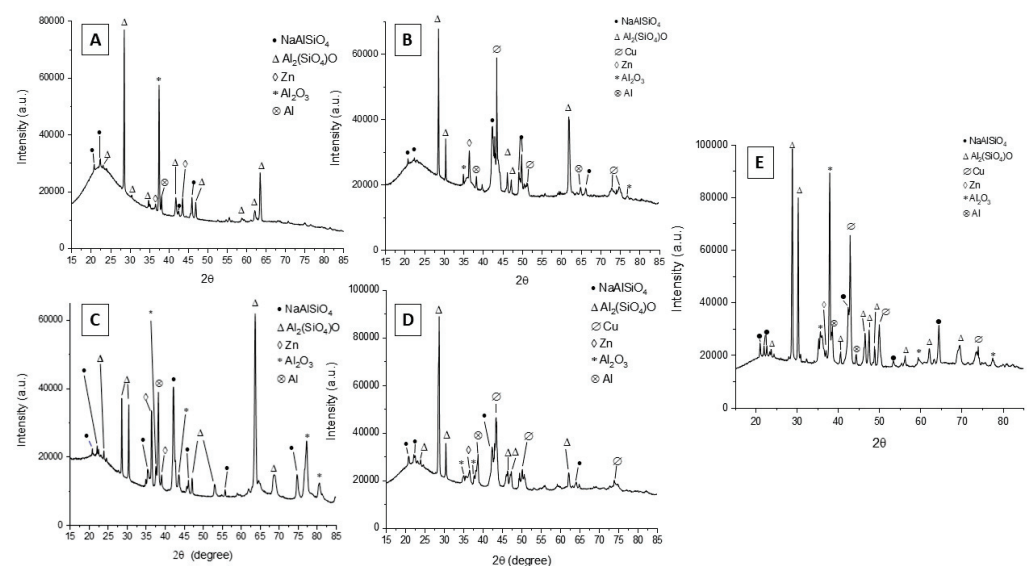 A
80000
60000
40000
20000
0
Intensity (a.u.)
15 20 25 30 35 40 45 50 55 60 65 70 75 80 85
2θ
• NaAlSiO₄
Δ Al₂(SiO₄)O
◊ Zn
* Al₂O₃
⊗ Al
B
80000
60000
40000
20000
0
Intensity (a.u.)
15 20 25 30 35 40 45 50 55 60 65 70 75 80 85
2θ
• NaAlSiO₄
Δ Al₂(SiO₄)O
∅ Cu
◊ Zn
* Al₂O₃
⊗ Al
C
60000
40000
20000
0
Intensity (a.u.)
15 20 25 30 35 40 45 50 55 60 65 70 75 80 85
2θ (degree)
• NaAlSiO₄
Δ Al₂(SiO₄)O
◊ Zn
* Al₂O₃
⊗ Al
D
100000
80000
60000
40000
20000
0
Intensity (a.u.)
15 20 25 30 35 40 45 50 55 60 65 70 75 80 85
2θ (degree)
• NaAlSiO₄
Δ Al₂(SiO₄)O
∅ Cu
◊ Zn
* Al₂O₃
⊗ Al
E
100000
80000
60000
40000
20000
0
Intensity (a.u.)
20 30 40 50 60 70 80
2θ
• NaAlSiO₄
Δ Al₂(SiO₄)O
∅ Cu
◊ Zn
* Al₂O₃
⊗ Al